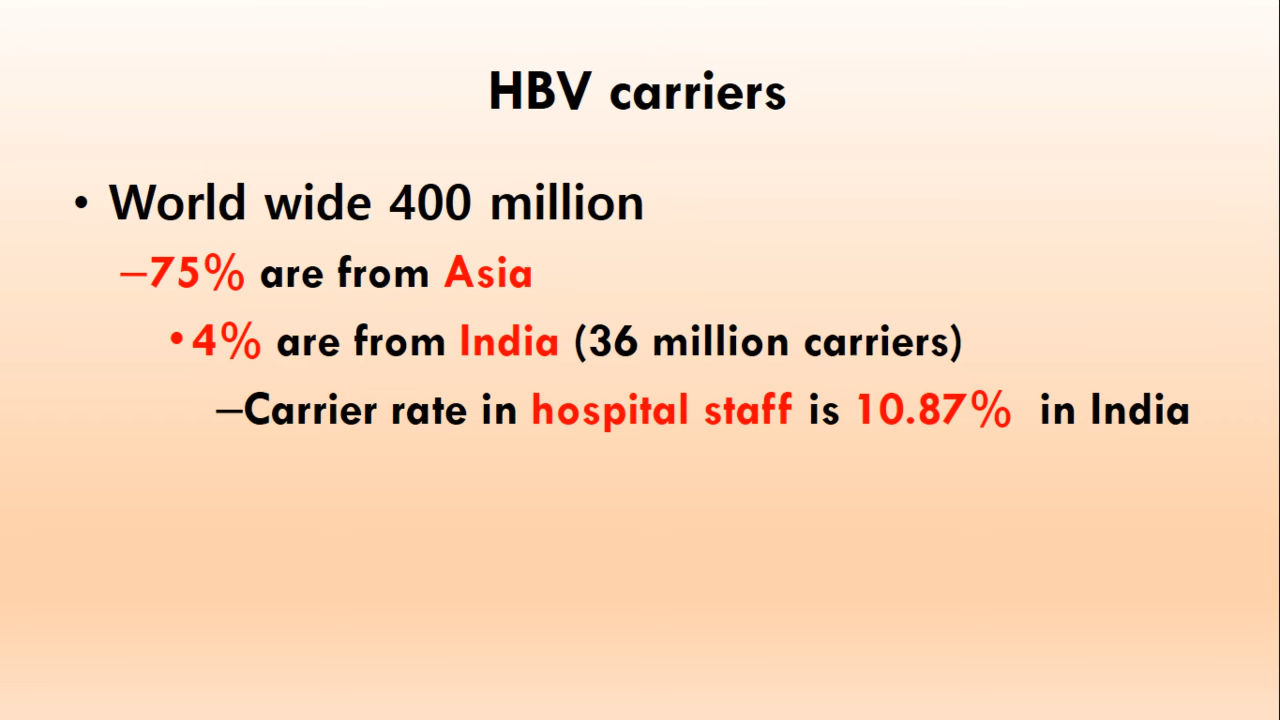 HBV carriers
• World wide 400 million
–75% are from Asia
•4% are from India (36 million carriers)
–Carrier rate in hospital staff is 10.87% in India